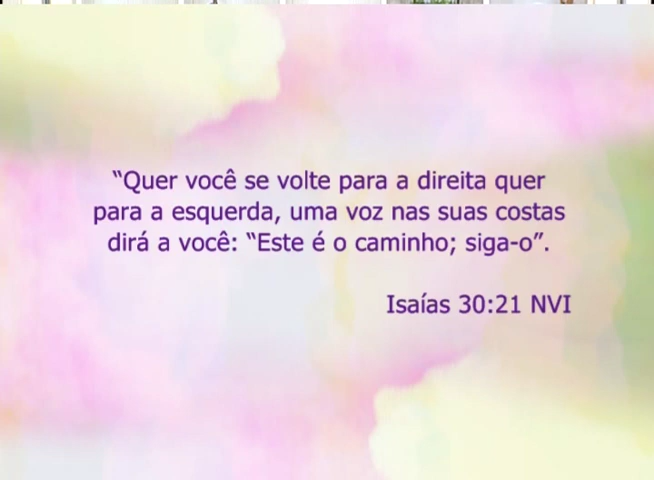 “Quer você se volte para a direita quer
para a esquerda, uma voz nas suas costas
dirá a você: “Este é o caminho; siga-o”.
Isaías 30:21 NVI